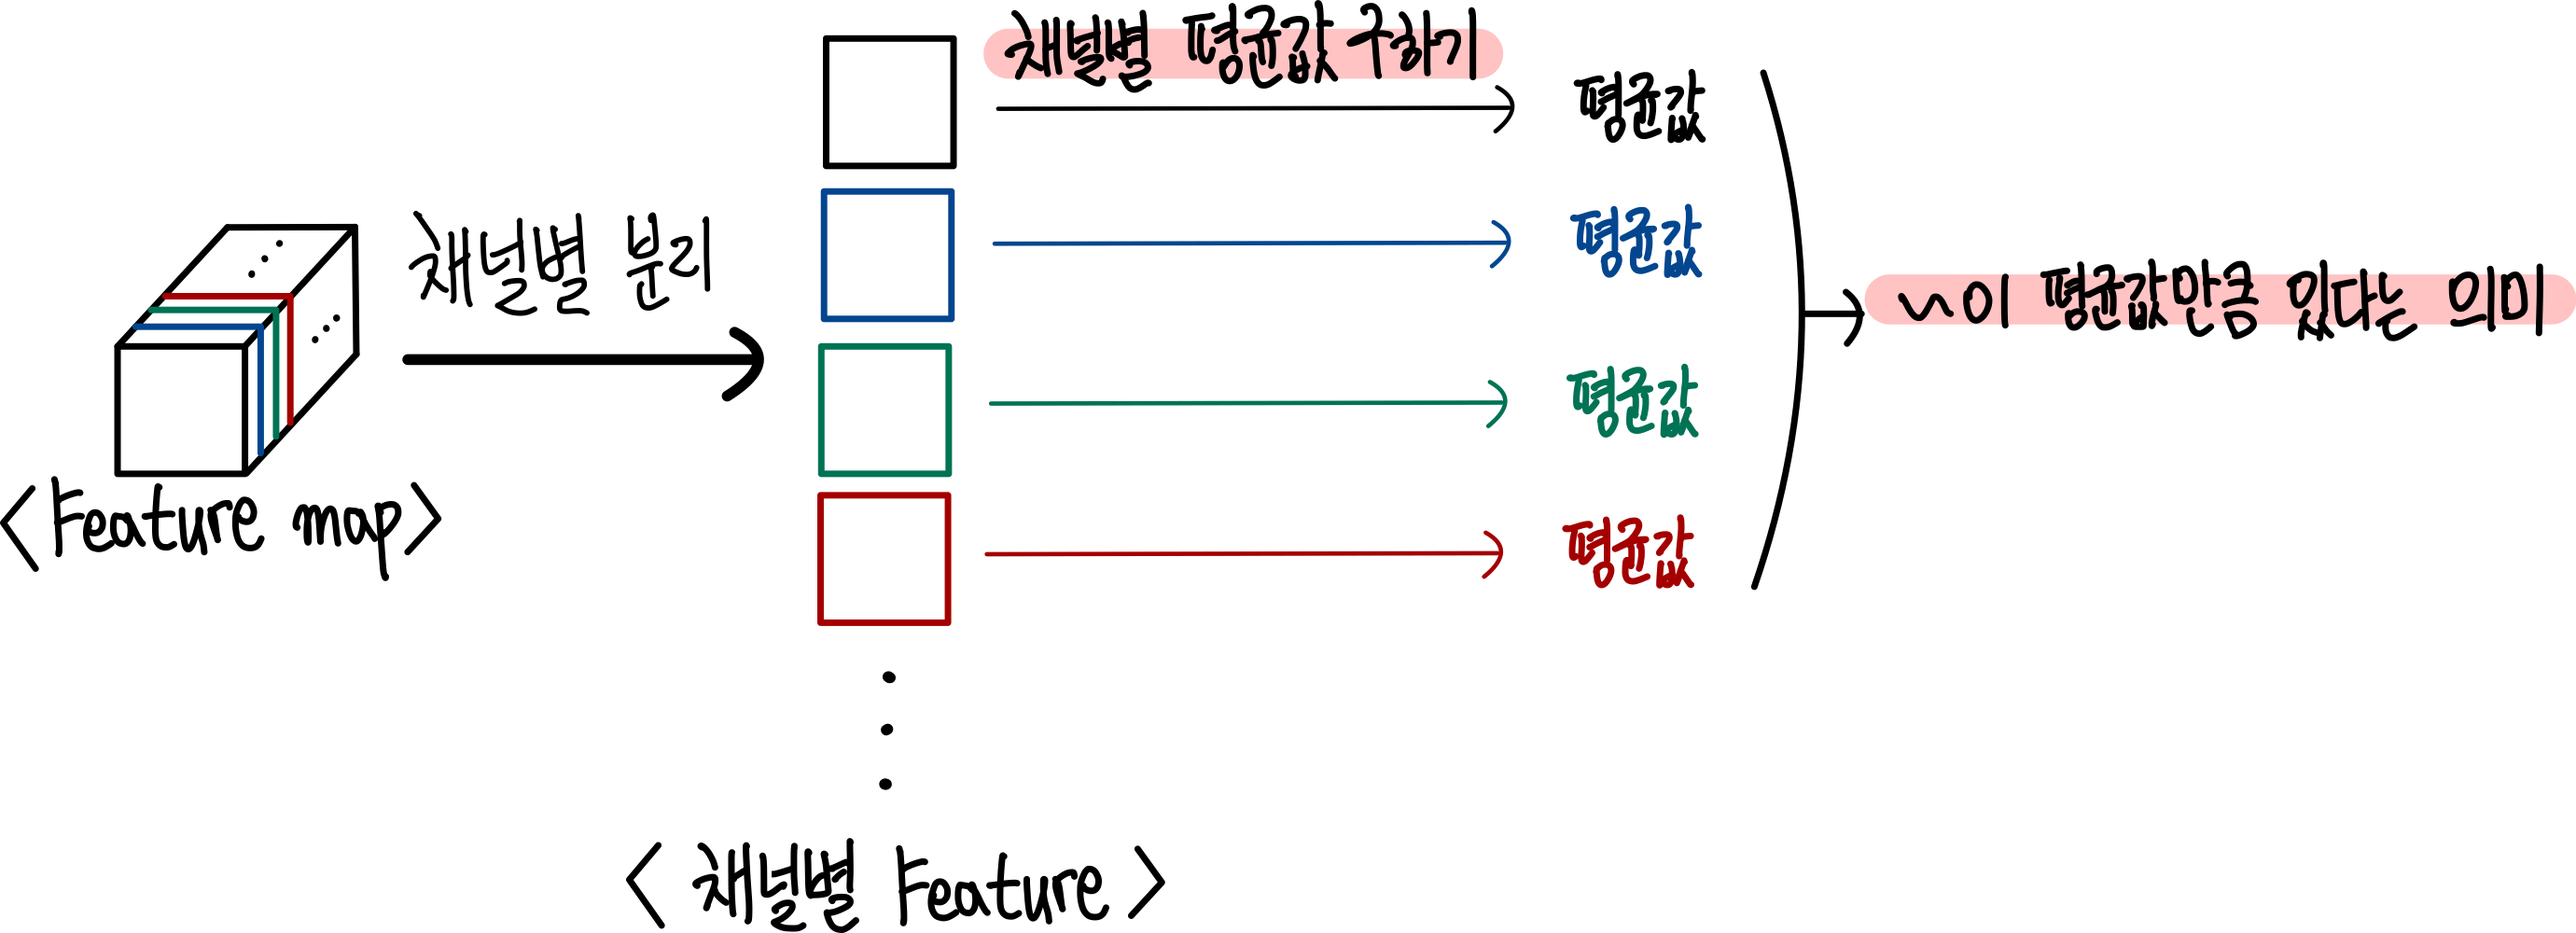 채널별 평균값 구하기
평균값
채널별 분리
평균값
~이 평균값만큼 있다는 의미
평균값
<Feature map>
평균값
< 채널별 Feature >